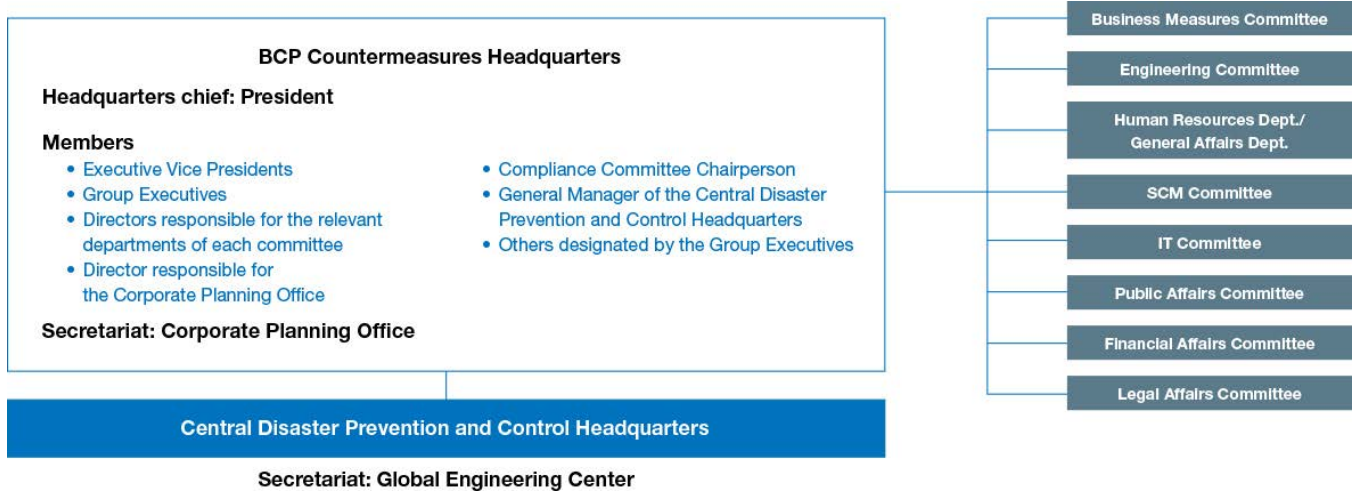 BCP Countermeasures Headquarters
Headquarters chief: President
Members
• Executive Vice Presidents
• Group Executives
• Directors responsible for the relevant
departments of each committee
• Director responsible for
the Corporate Planning Office
• Compliance Committee Chairperson
• General Manager of the Central Disaster
Prevention and Control Headquarters
• Others designated by the Group Executives
Secretariat: Corporate Planning Office
Central Disaster Prevention and Control Headquarters
Secretariat: Global Engineering Center
Business Measures Committee
Engineering Committee
Human Resources Dept./
General Affairs Dept.
SCM Committee
IT Committee
Public Affairs Committee
Financial Affairs Committee
Legal Affairs Committee